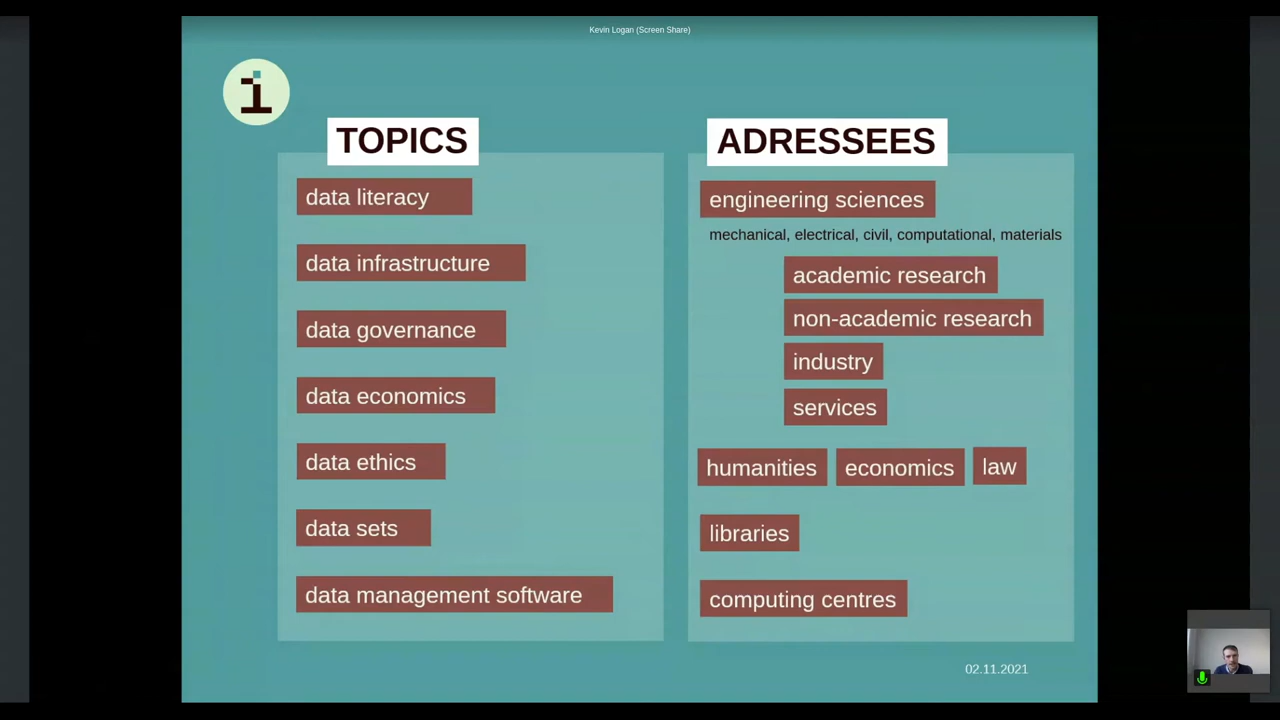 Kevin Logan (Screen Share)
i
TOPICS
data literacy
data infrastructure
data governance
data economics
data ethics
data sets
data management software
ADRESSEES
engineering sciences
mechanical, electrical, civil, computational, materials
academic research
non-academic research
industry
services
humanities economics law
libraries
computing centres
02.11.2021